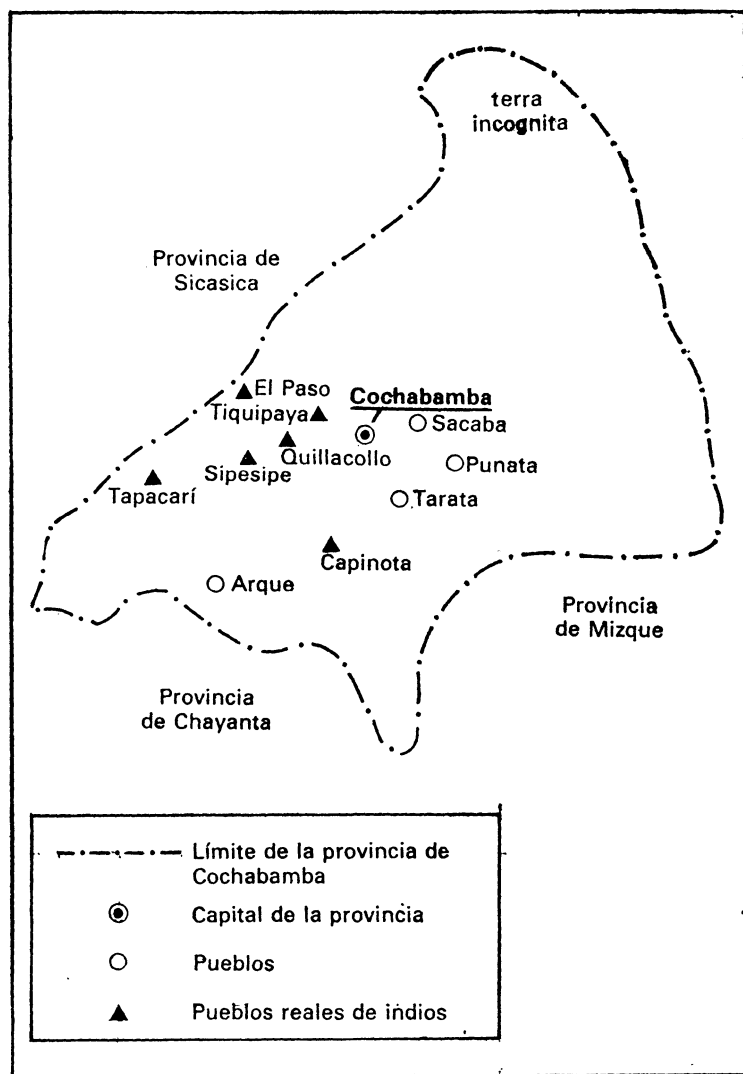 terra
incognita
Provincia de
Sicasica
El Paso
Cochabamba
Tiquipaya
Sacaba
Quillacollo
Punata
Sipesipe
Tapacarí
Tarata
Capinota
Arque
Provincia
de Mizque
Provincia
de Chayanta
Límite de la provincia de
Cochabamba
Capital de la provincia
Pueblos
Pueblos reales de indios